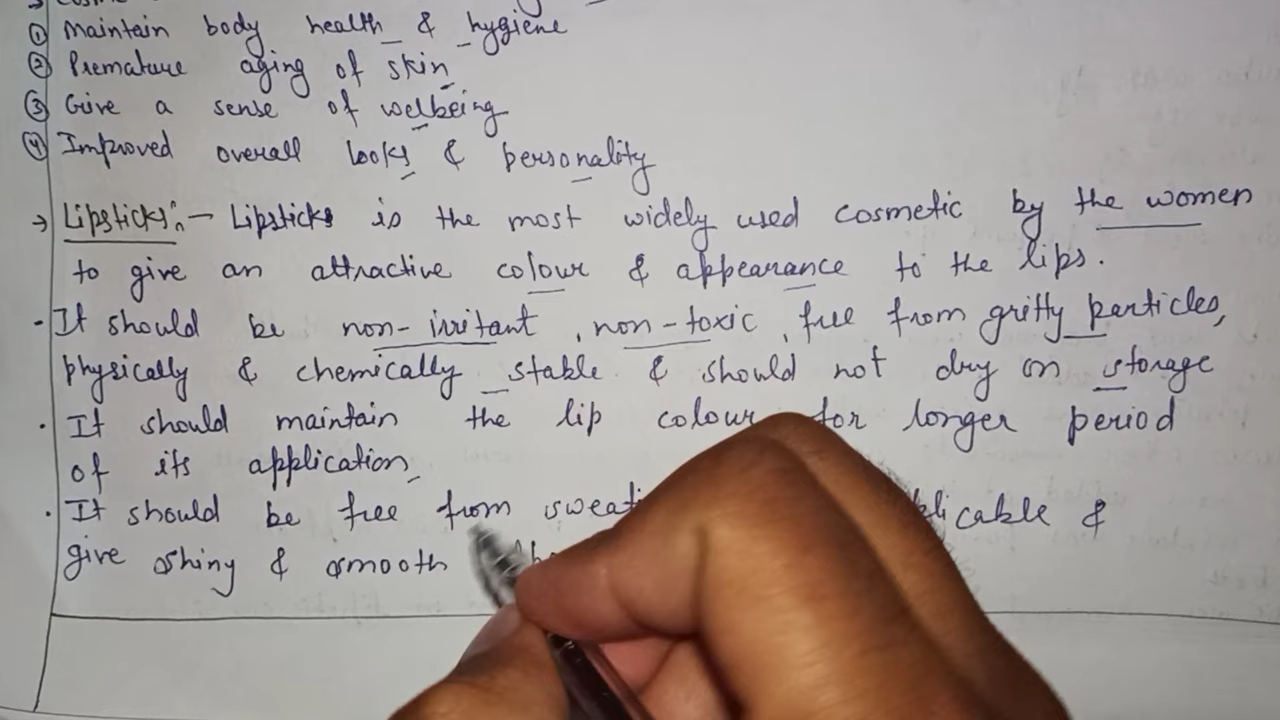 ① Maintain body health & hygiene
② Premature aging of skin
③ Give a sense of welbeing
④ Improved overall looks & personality
→ Lipsticks:- Lipsticks is the most widely used cosmetic by the women
to give an attractive colour & appearance to the lips.
· It should be non-irritant, non-toxic, free from gritty particles,
physically & chemically stable & should not dry on storage
· It should maintain the lip colour for longer period
of its application
· It should be free from &
give shiny & smooth